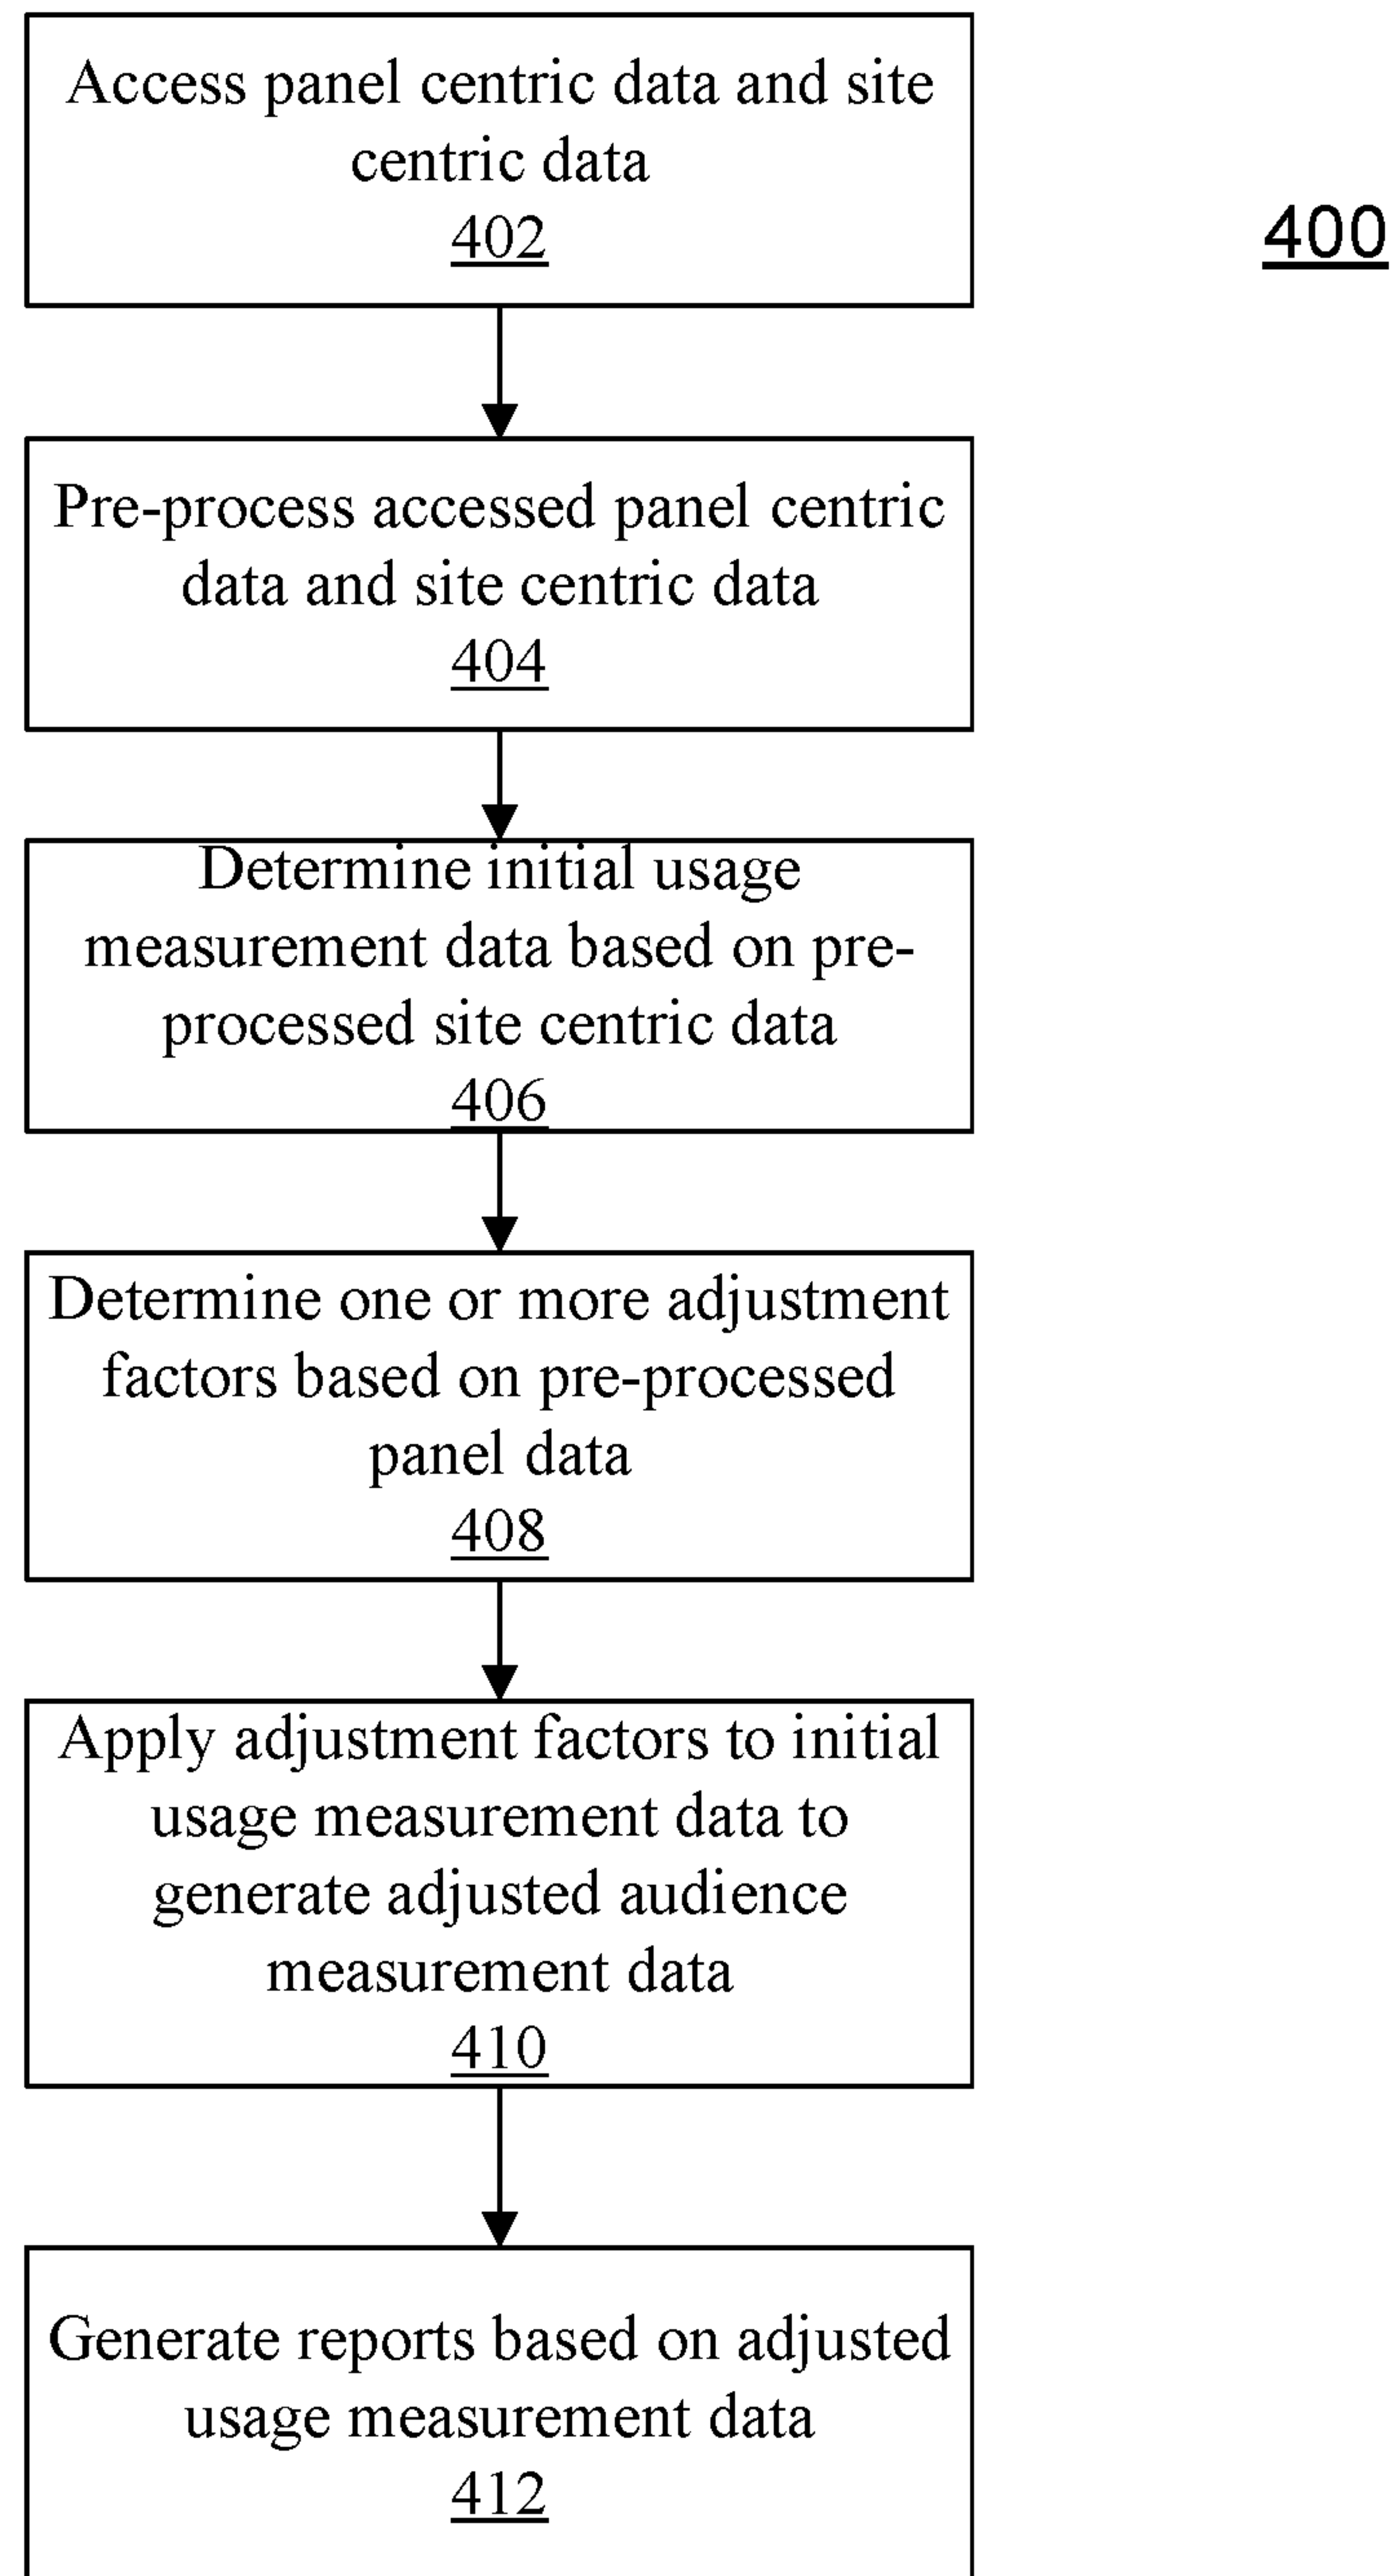 Access panel centric data and site
centric data
402
400
Pre-process accessed panel centric
data and site centric data
404
Determine initial usage
measurement data based on pre-
processed site centric data
406
Determine one or more adjustment
factors based on pre-processed
panel data
408
Apply adjustment factors to initial
usage measurement data to
generate adjusted audience
measurement data
410
Generate reports based on adjusted
usage measurement data
412